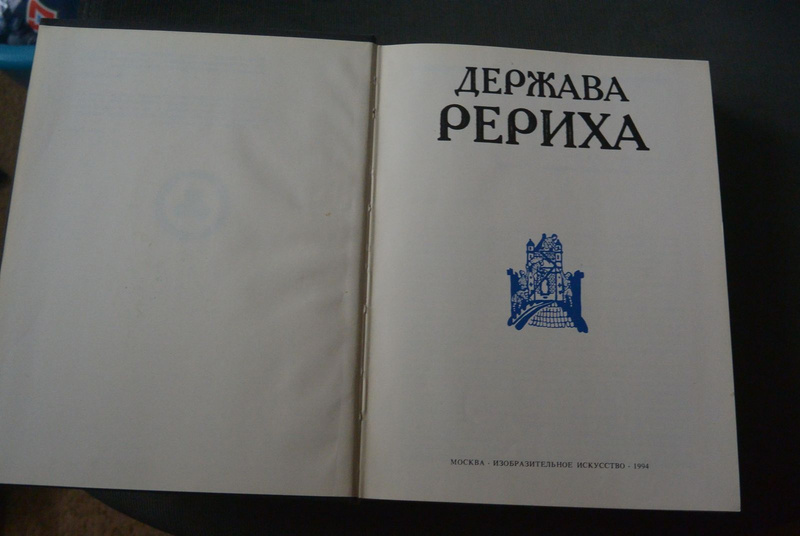 ДЕРЖАВА
РЕРИХА
МОСКВА · ИЗОБРАЗИТЕЛЬНОЕ ИСКУССТВО · 1994